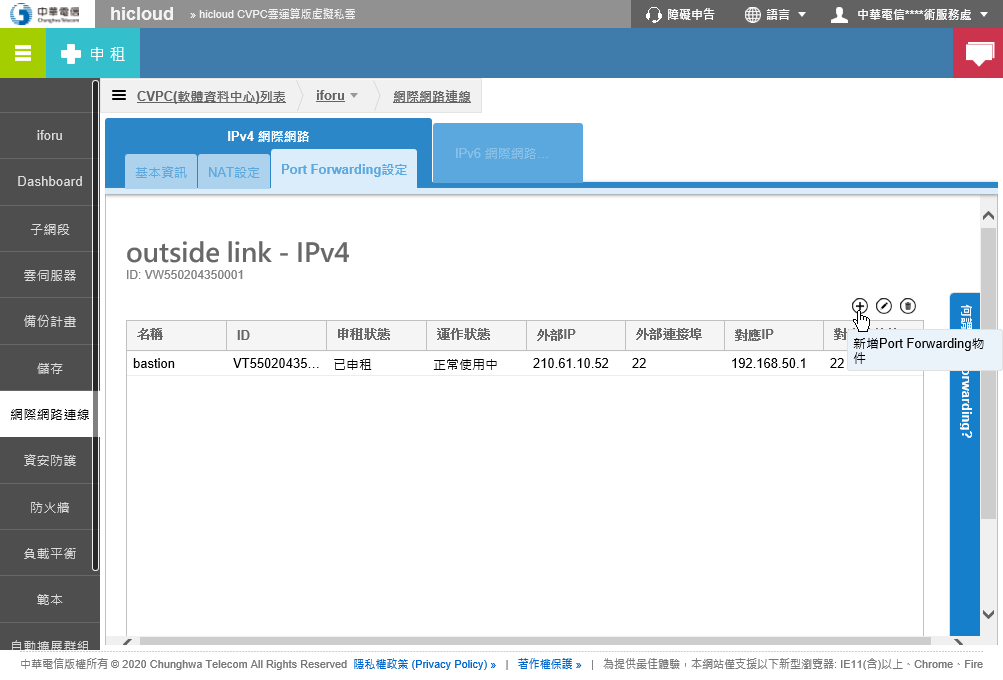 中華電信
Chunghwa Telecom
hicloud
» hicloud CVPC雲運算版虛擬私雲
障礙申告
語言
中華電信****術服務處
申 租
CVPC(軟體資料中心)列表
iforu
網際網路連線
iforu
Dashboard
子網段
雲伺服器
備份計畫
儲存
網際網路連線
資安防護
防火牆
負載平衡
範本
自動擴展群組
IPv4 網際網路
IPv6 網際網路...
基本資訊
NAT設定
Port Forwarding設定
outside link - IPv4
ID: VW550204350001
名稱 ID 申租狀態 運作狀態 外部IP 外部連接埠 對應IP 對
bastion VT55020435... 已申租 正常使用中 210.61.10.52 22 192.168.50.1 22
新增Port Forwarding物
件
何謂
orwarding?
中華電信版權所有 © 2020 Chunghwa Telecom All Rights Reserved 隱私權政策 (Privacy Policy) » | 著作權保護 » | 為提供最佳體驗，本網站僅支援以下新型瀏覽器: IE11(含)以上、Chrome、Fire